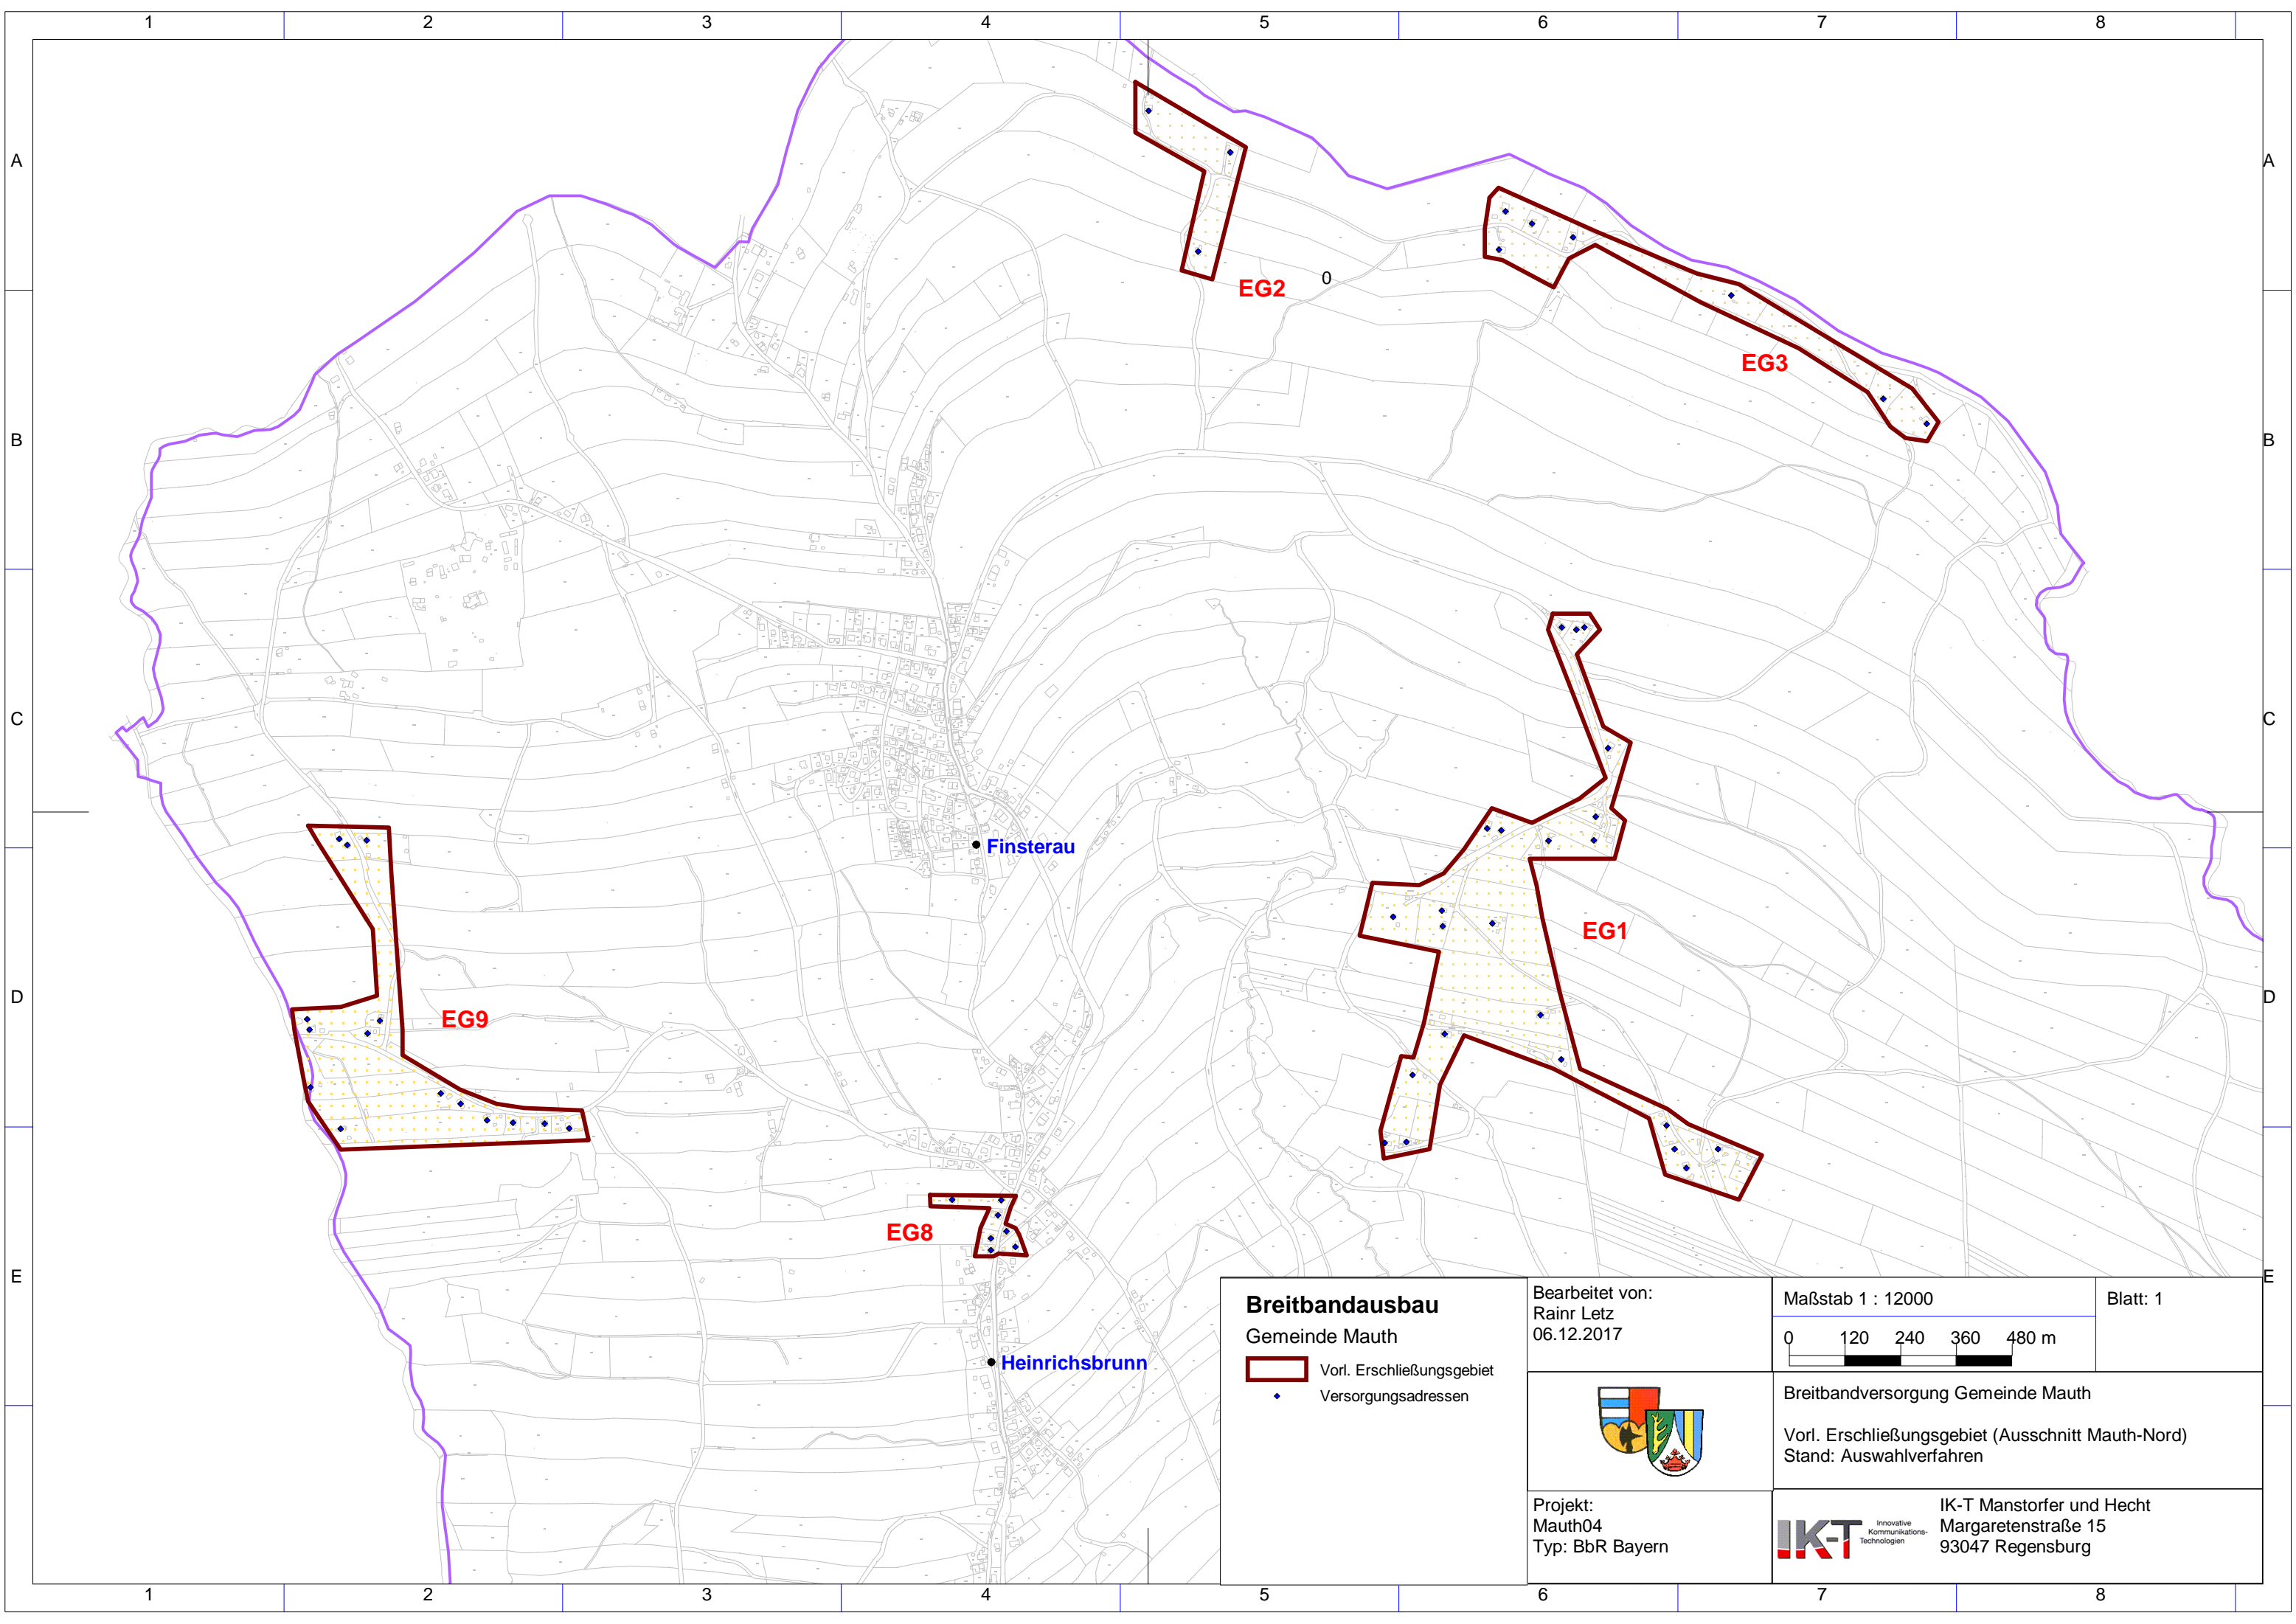 1 2 3 4 5 6 7 8
A A
EG2
0
EG3
B B
C C
Finsterau
EG1
D D
EG9
EG8
E E
Heinrichsbrunn
Breitbandausbau
Gemeinde Mauth
Vorl. Erschließungsgebiet
Versorgungsadressen
Bearbeitet von:
Rainr Letz
06.12.2017
Maßstab 1 : 12000
Blatt: 1
0 120 240 360 480 m
Breitbandversorgung Gemeinde Mauth
Vorl. Erschließungsgebiet (Ausschnitt Mauth-Nord)
Stand: Auswahlverfahren
Projekt:
Mauth04
Typ: BbR Bayern
IK-T
Innovative
Kommunikations-
Technologien
IK-T Manstorfer und Hecht
Margaretenstraße 15
93047 Regensburg
1 2 3 4 5 6 7 8